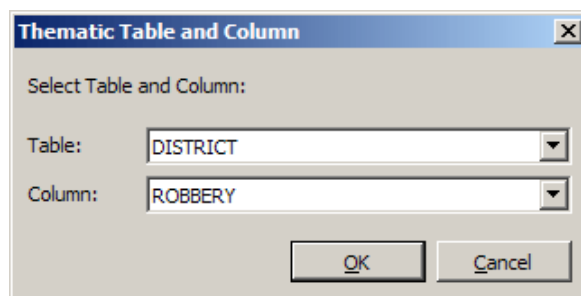 Thematic Table and Column
Select Table and Column:
Table: DISTRICT
Column: ROBBERY
OK Cancel